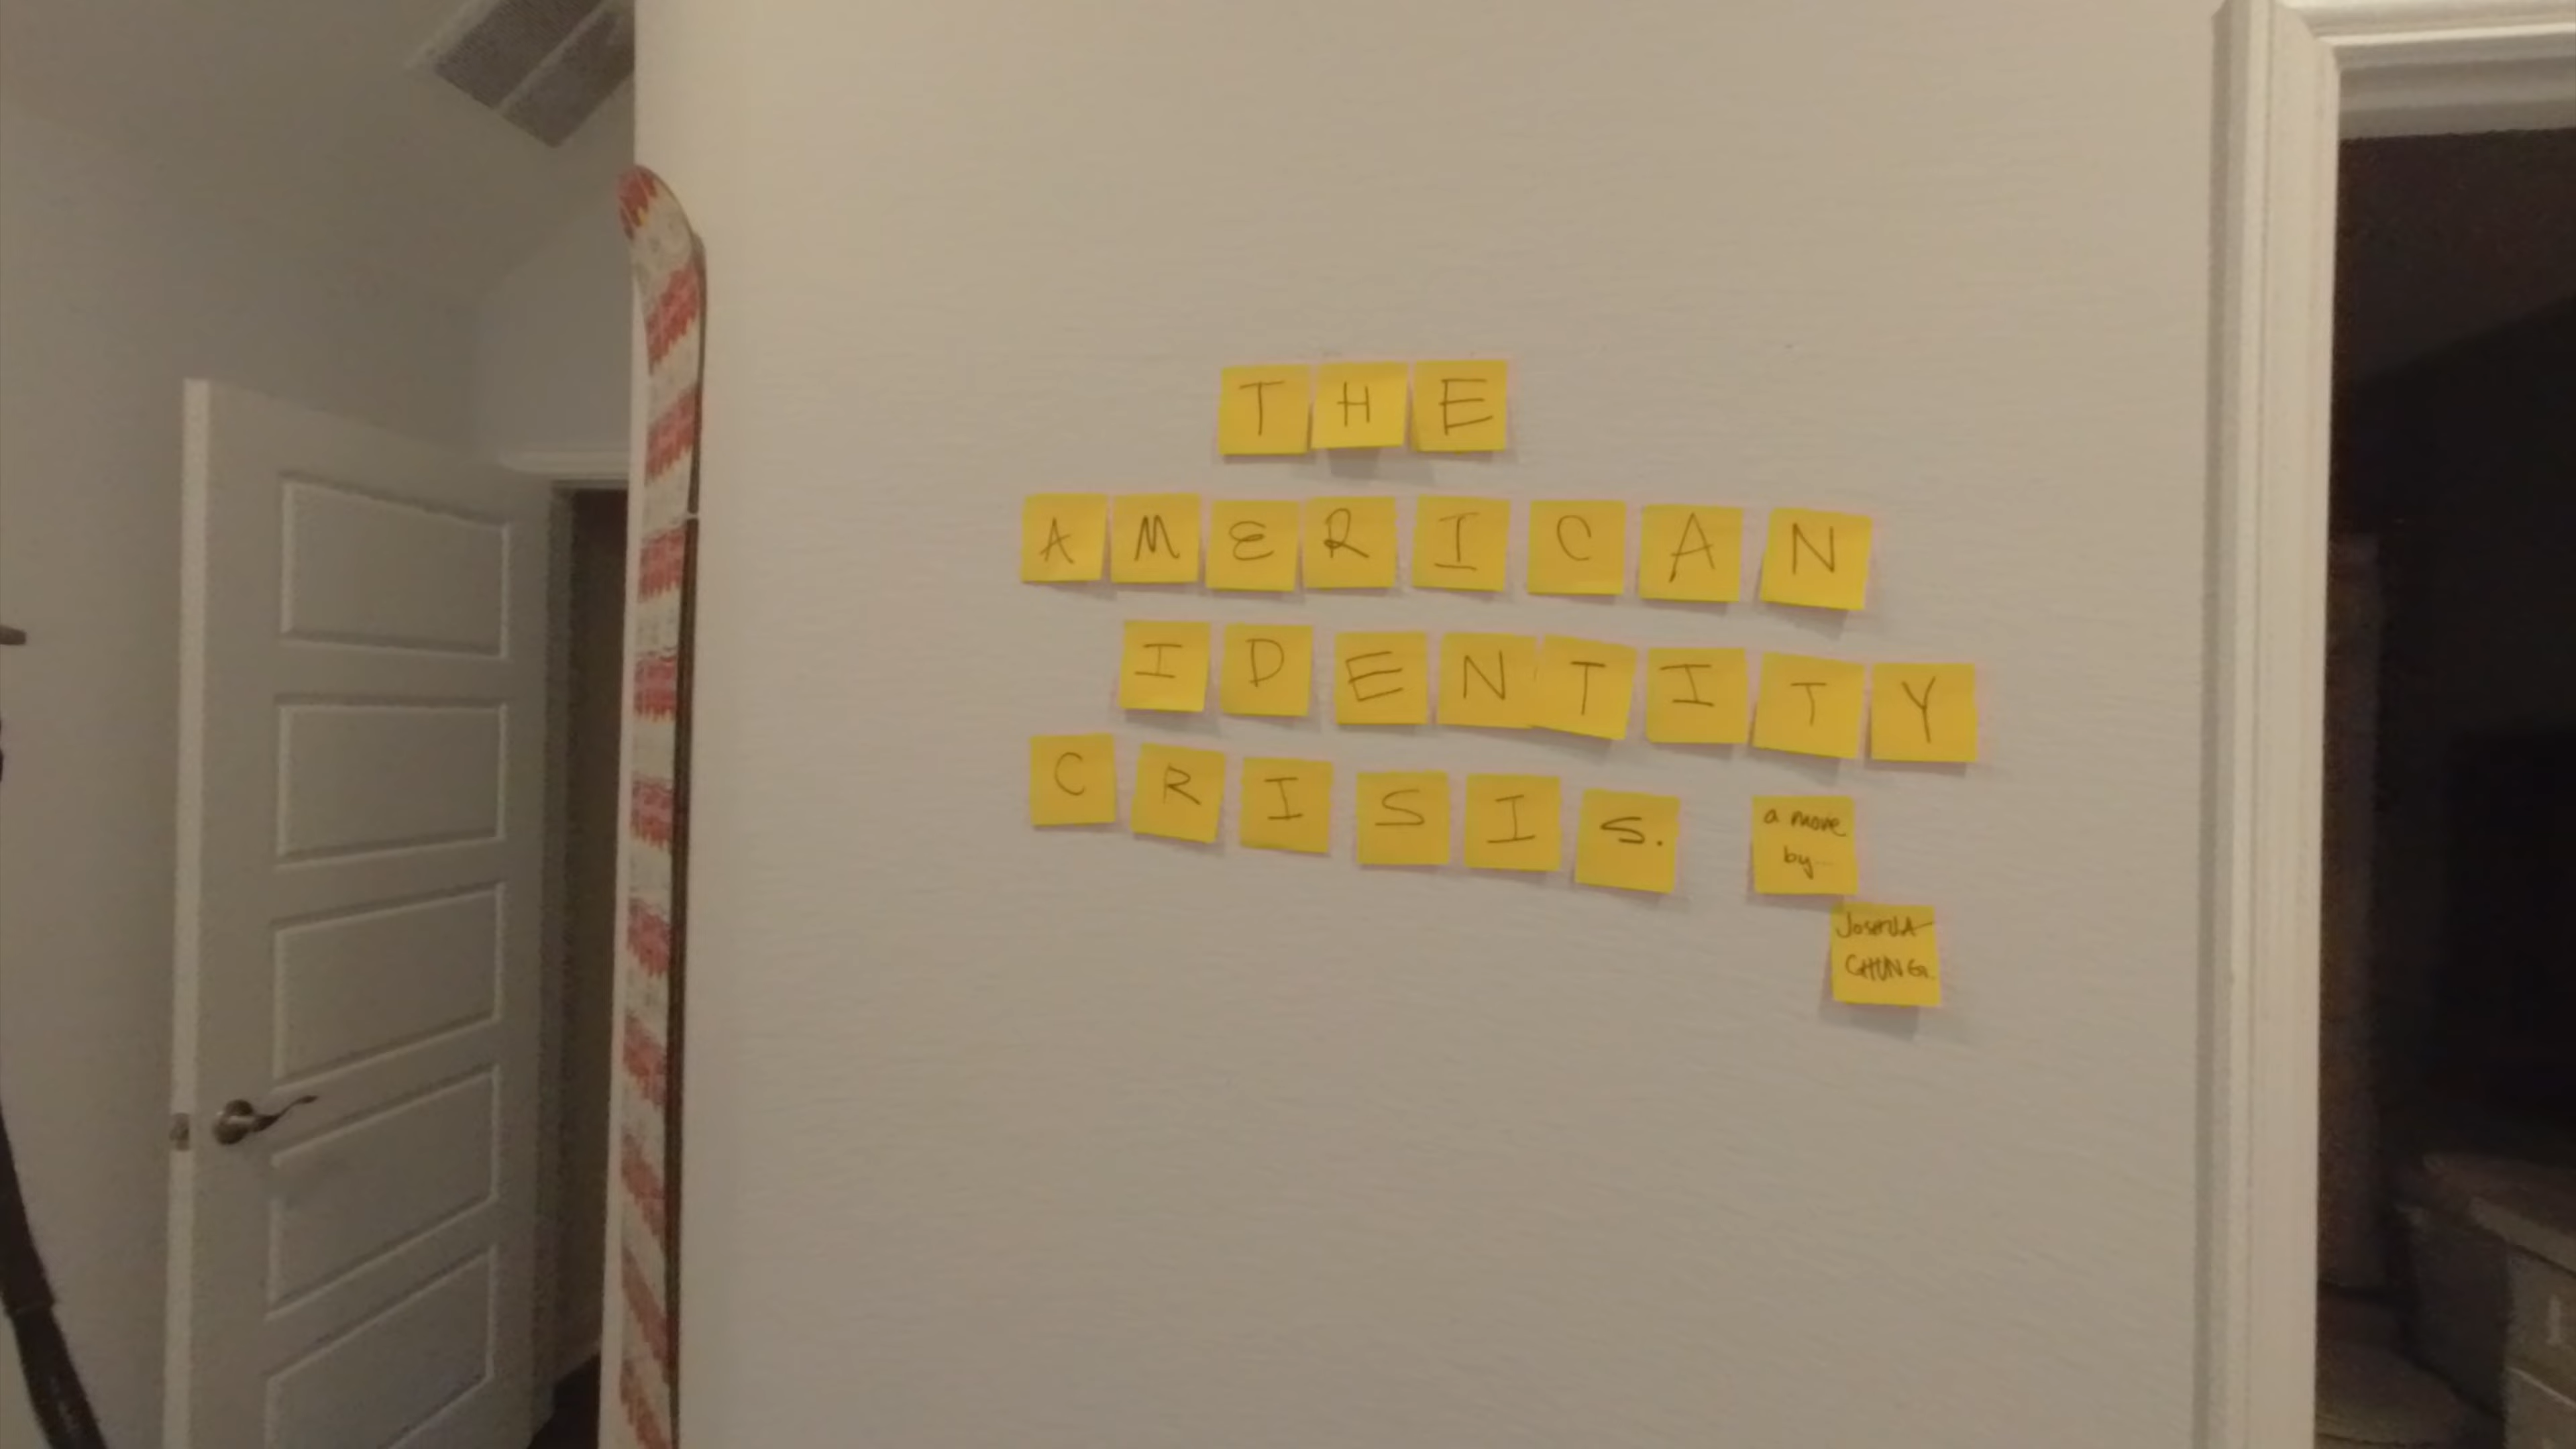 THE
AMERICAN
IDENTITY
CRISIS.
a movie
by
JOSHUA
CHUNG.